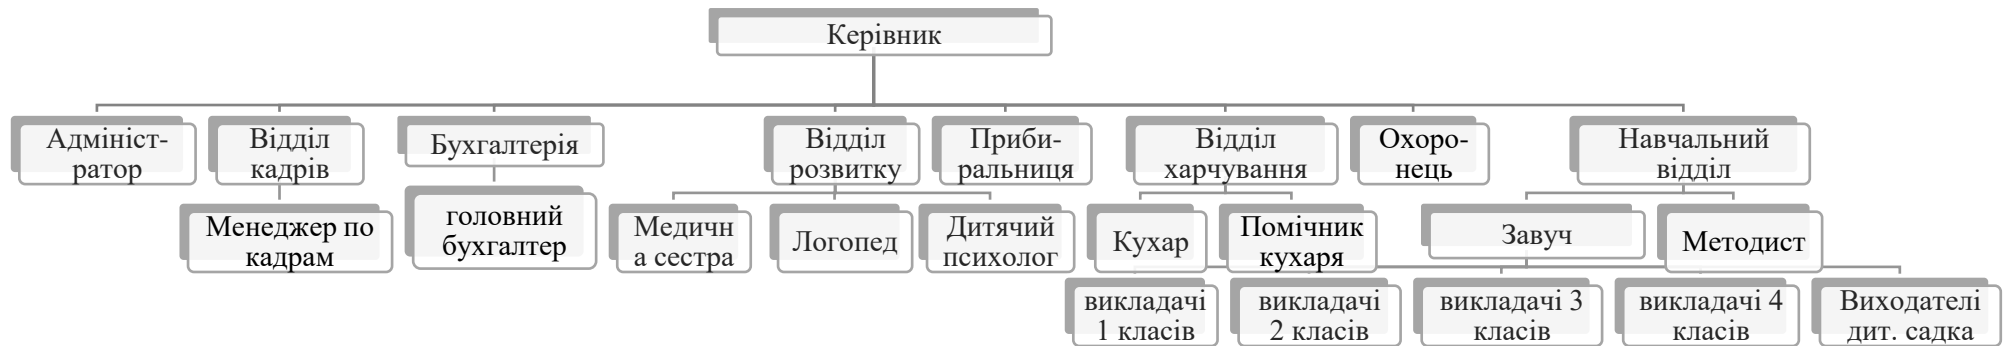 Керівник
Адмініст-
ратор
Відділ
кадрів
Бухгалтерія
Відділ
розвитку
Приби-
ральниця
Відділ
харчування
Охоро-
нець
Навчальний
відділ
Менеджер по
кадрам
головний
бухгалтер
Медичн
а сестра
Логопед
Дитячий
психолог
Кухар
Помічник
кухаря
Завуч
Методист
викладачі
1 класів
викладачі
2 класів
викладачі 3
класів
викладачі 4
класів
Виходателі
дит. садка